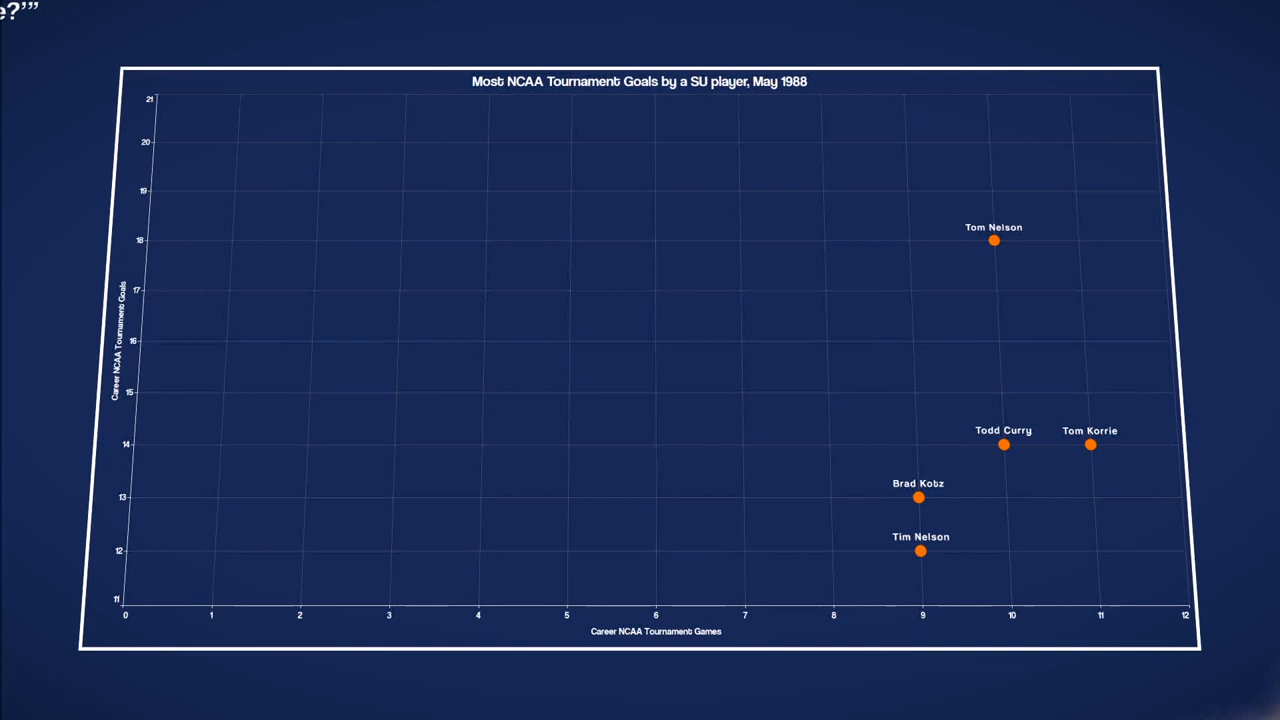 e?’”
Most NCAA Tournament Goals by a SU player, May 1988
21
20
19
18
17
16
15
14
13
12
11
Career NCAA Tournament Goals
Tom Nelson
Todd Curry
Tom Korrie
Brad Kotz
Tim Nelson
0 1 2 3 4 5 6 7 8 9 10 11 12
Career NCAA Tournament Games